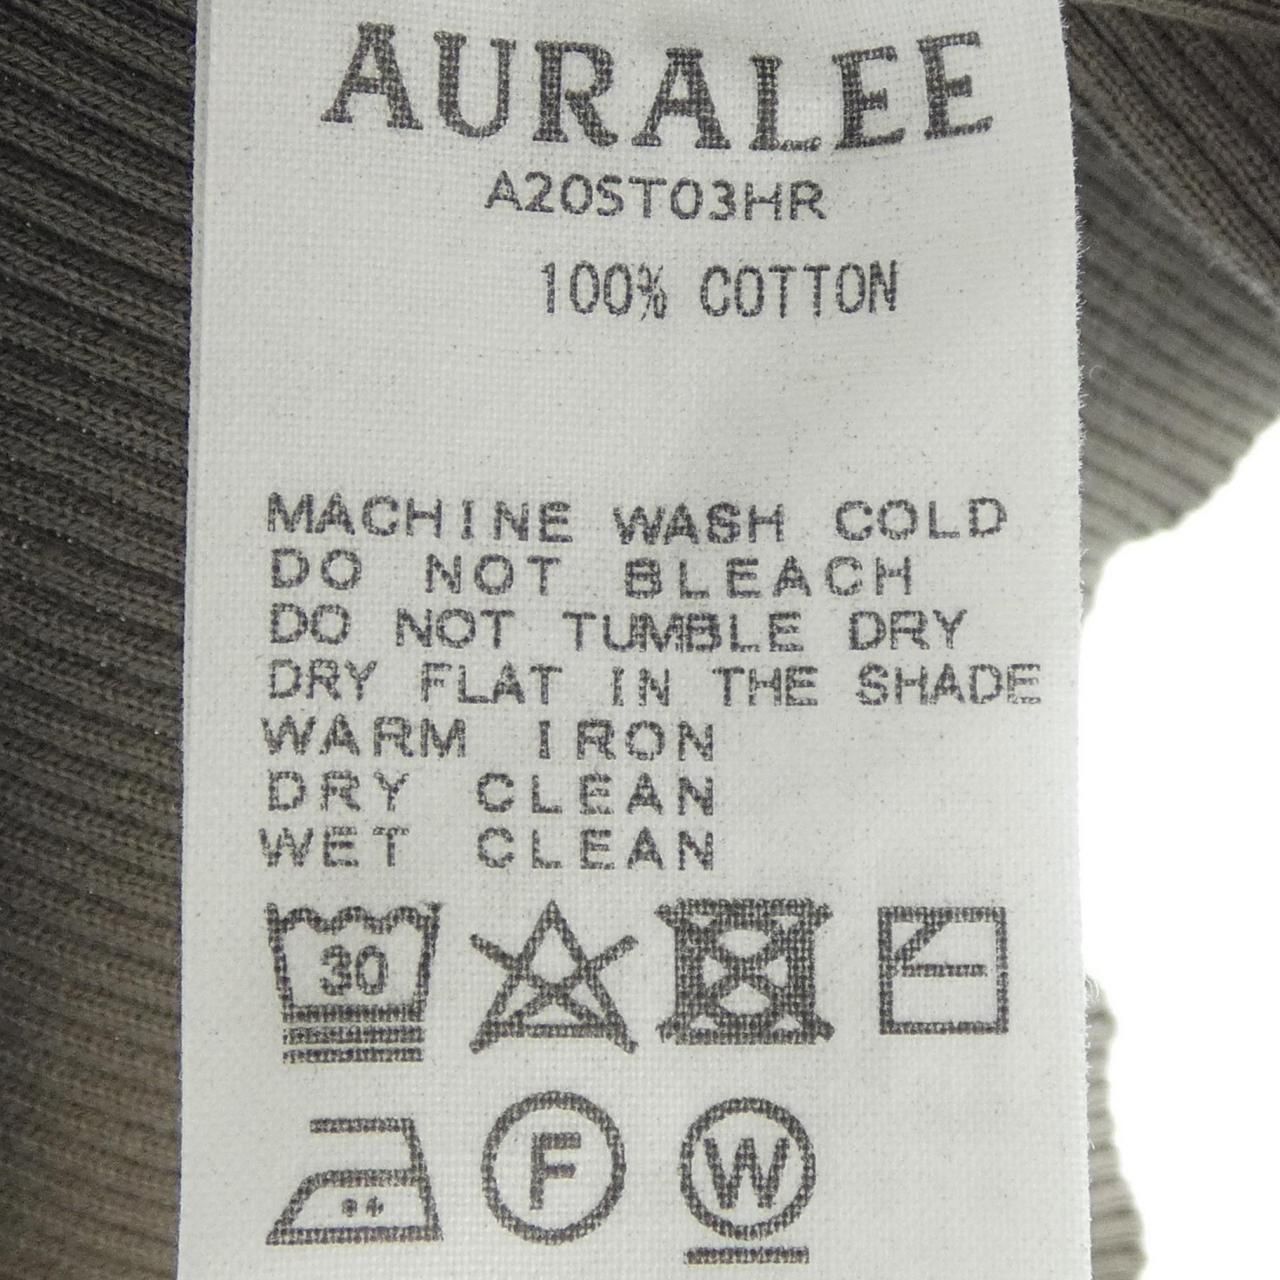 AURALEE
A20ST03HR
100% COTTON
MACHINE WASH COLD
DO NOT BLEACH
DO NOT TUMBLE DRY
DRY FLAT IN THE SHADE
WARM IRON
DRY CLEAN
WET CLEAN
30
F W